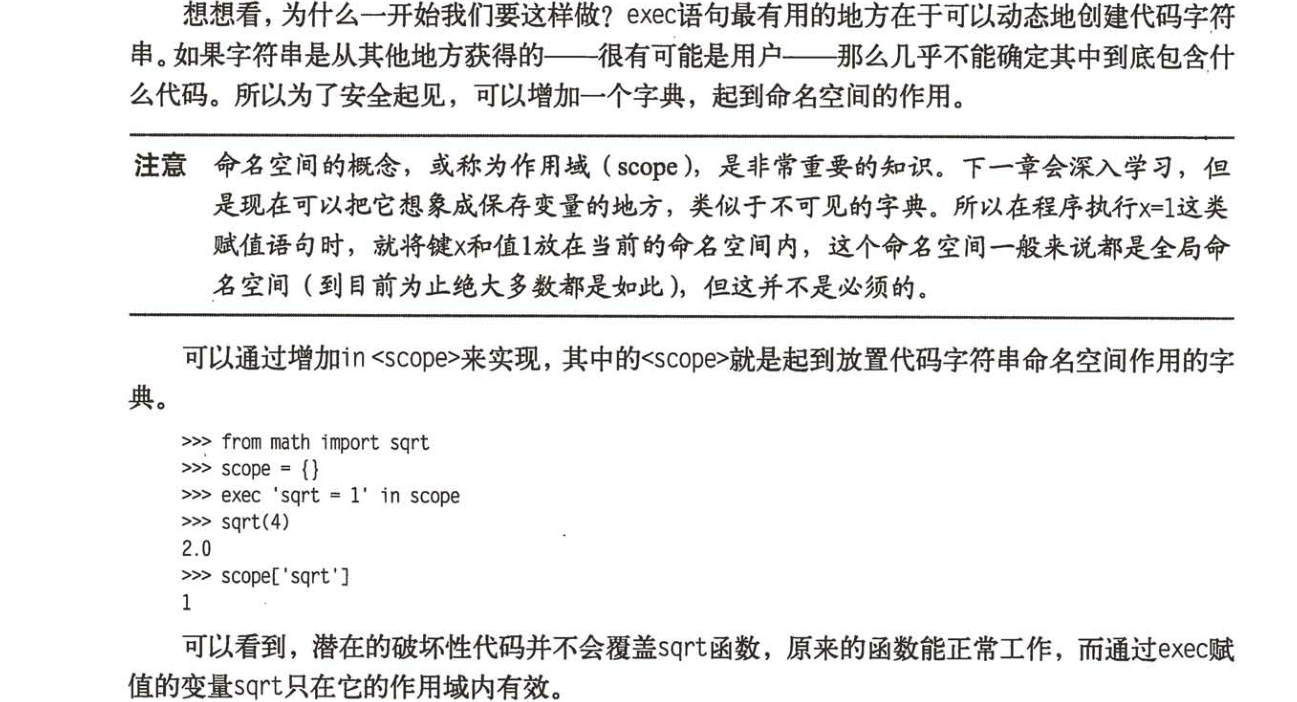 想想看，为什么一开始我们要这样做？exec语句最有用的地方在于可以动态地创建代码字符
串。如果字符串是从其他地方获得的——很有可能是用户——那么几乎不能确定其中到底包含什
么代码。所以为了安全起见，可以增加一个字典，起到命名空间的作用。
注意 命名空间的概念，或称为作用域（scope），是非常重要的知识。下一章会深入学习，但
是现在可以把它想象成保存变量的地方，类似于不可见的字典。所以在程序执行x=1这类
赋值语句时，就将键x和值1放在当前的命名空间内，这个命名空间一般来说都是全局命
名空间（到目前为止绝大多数都是如此），但这并不是必须的。
可以通过增加in <scope>来实现，其中的<scope>就是起到放置代码字符串命名空间作用的字
典。
>>> from math import sqrt
>>> scope = {}
>>> exec 'sqrt = 1' in scope
>>> sqrt(4)
2.0
>>> scope['sqrt']
1
可以看到，潜在的破坏性代码并不会覆盖sqrt函数，原来的函数能正常工作，而通过exec赋
值的变量sqrt只在它的作用域内有效。